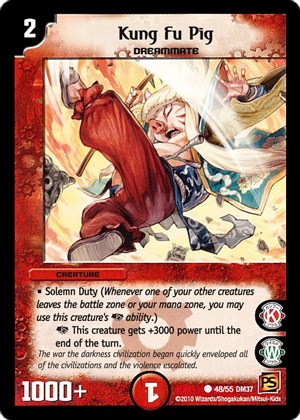 2
Kung Fu Pig
DREAMMATE
CREATURE
▪ Solemn Duty (Whenever one of your other creatures
leaves the battle zone or your mana zone, you may
use this creature's ability.)
This creature gets +3000 power until the
end of the turn.
The war the darkness civilization began quickly enveloped all
of the civilizations and the violence escalated.
K
W
1000+
1
48/55 DM37
©2010 Wizards/Shogakukan/Mitsui-Kids
PS